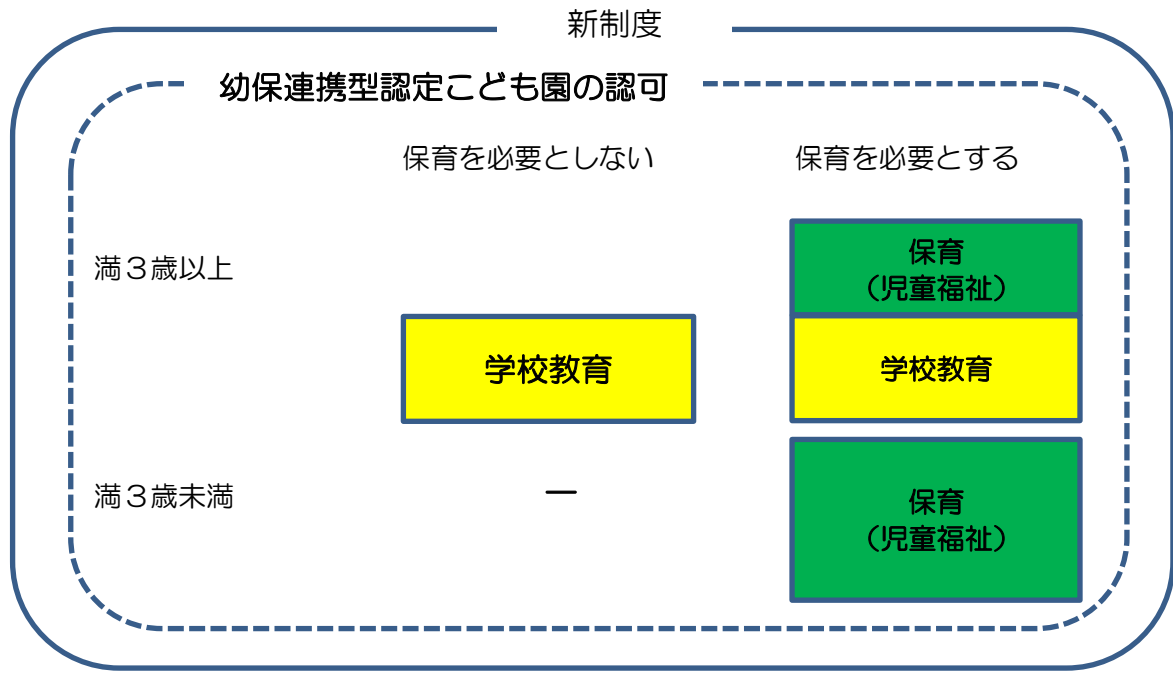 新制度
幼保連携型認定こども園の認可
保育を必要としない
保育を必要とする
満３歳以上
保育
（児童福祉）
学校教育
学校教育
満３歳未満
ー
保育
（児童福祉）